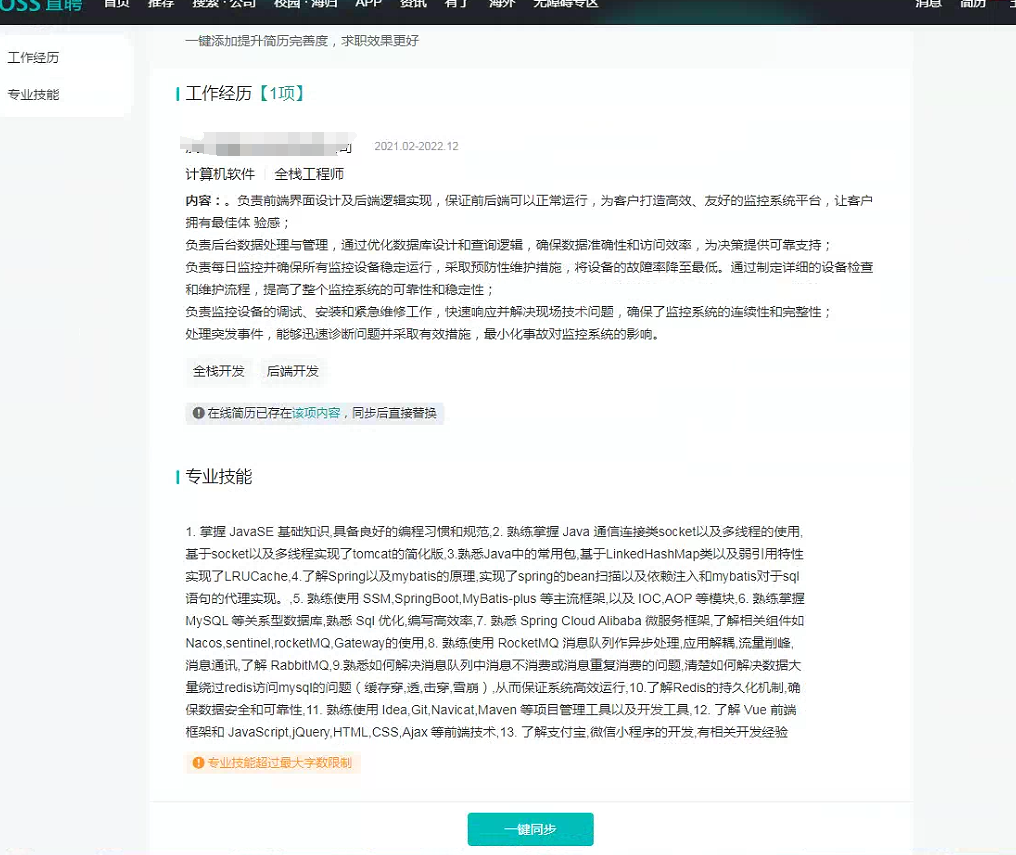 OSS 直聘 首页 推荐 搜索·公司 校园·海归 APP 资讯 有了 海外 无障碍专区 消息 简历
一键添加提升简历完善度，求职效果更好
工作经历
专业技能
工作经历【1项】
司 2021.02-2022.12
计算机软件 全栈工程师
内容：。负责前端界面设计及后端逻辑实现，保证前后端可以正常运行，为客户打造高效、友好的监控系统平台，让客户
拥有最佳体 验感；
负责后台数据处理与管理，通过优化数据库设计和查询逻辑，确保数据准确性和访问效率，为决策提供可靠支持；
负责每日监控并确保所有监控设备稳定运行，采取预防性维护措施，将设备的故障率降至最低。通过制定详细的设备检查
和维护流程，提高了整个监控系统的可靠性和稳定性；
负责监控设备的调试、安装和紧急维修工作，快速响应并解决现场技术问题，确保了监控系统的连续性和完整性；
处理突发事件，能够迅速诊断问题并采取有效措施，最小化事故对监控系统的影响。
全栈开发 后端开发
在线简历已存在该项内容，同步后直接替换
专业技能
1. 掌握 JavaSE 基础知识,具备良好的编程习惯和规范,2. 熟练掌握 Java 通信连接类socket以及多线程的使用,
基于socket以及多线程实现了tomcat的简化版,3.熟悉Java中的常用包,基于LinkedHashMap类以及弱引用特性
实现了LRUCache,4.了解Spring以及mybatis的原理,实现了spring的bean扫描以及依赖注入和mybatis对于sql
语句的代理实现。,5. 熟练使用 SSM,SpringBoot,MyBatis-plus 等主流框架,以及 IOC,AOP 等模块,6. 熟练掌握
MySQL 等关系型数据库,熟悉 Sql 优化,编写高效率,7. 熟悉 Spring Cloud Alibaba 微服务框架,了解相关组件如
Nacos,sentinel,rocketMQ,Gateway的使用,8. 熟练使用 RocketMQ 消息队列作异步处理,应用解耦,流量削峰,
消息通讯,了解 RabbitMQ,9.熟悉如何解决消息队列中消息不消费或消息重复消费的问题,清楚如何解决数据大
量绕过redis访问mysql的问题（缓存穿,透,击穿,雪崩）,从而保证系统高效运行,10.了解Redis的持久化机制,确
保数据安全和可靠性,11. 熟练使用 Idea,Git,Navicat,Maven 等项目管理工具以及开发工具,12. 了解 Vue 前端
框架和 JavaScript,jQuery,HTML,CSS,Ajax 等前端技术,13. 了解支付宝,微信小程序的开发,有相关开发经验
专业技能超过最大字数限制
一键同步